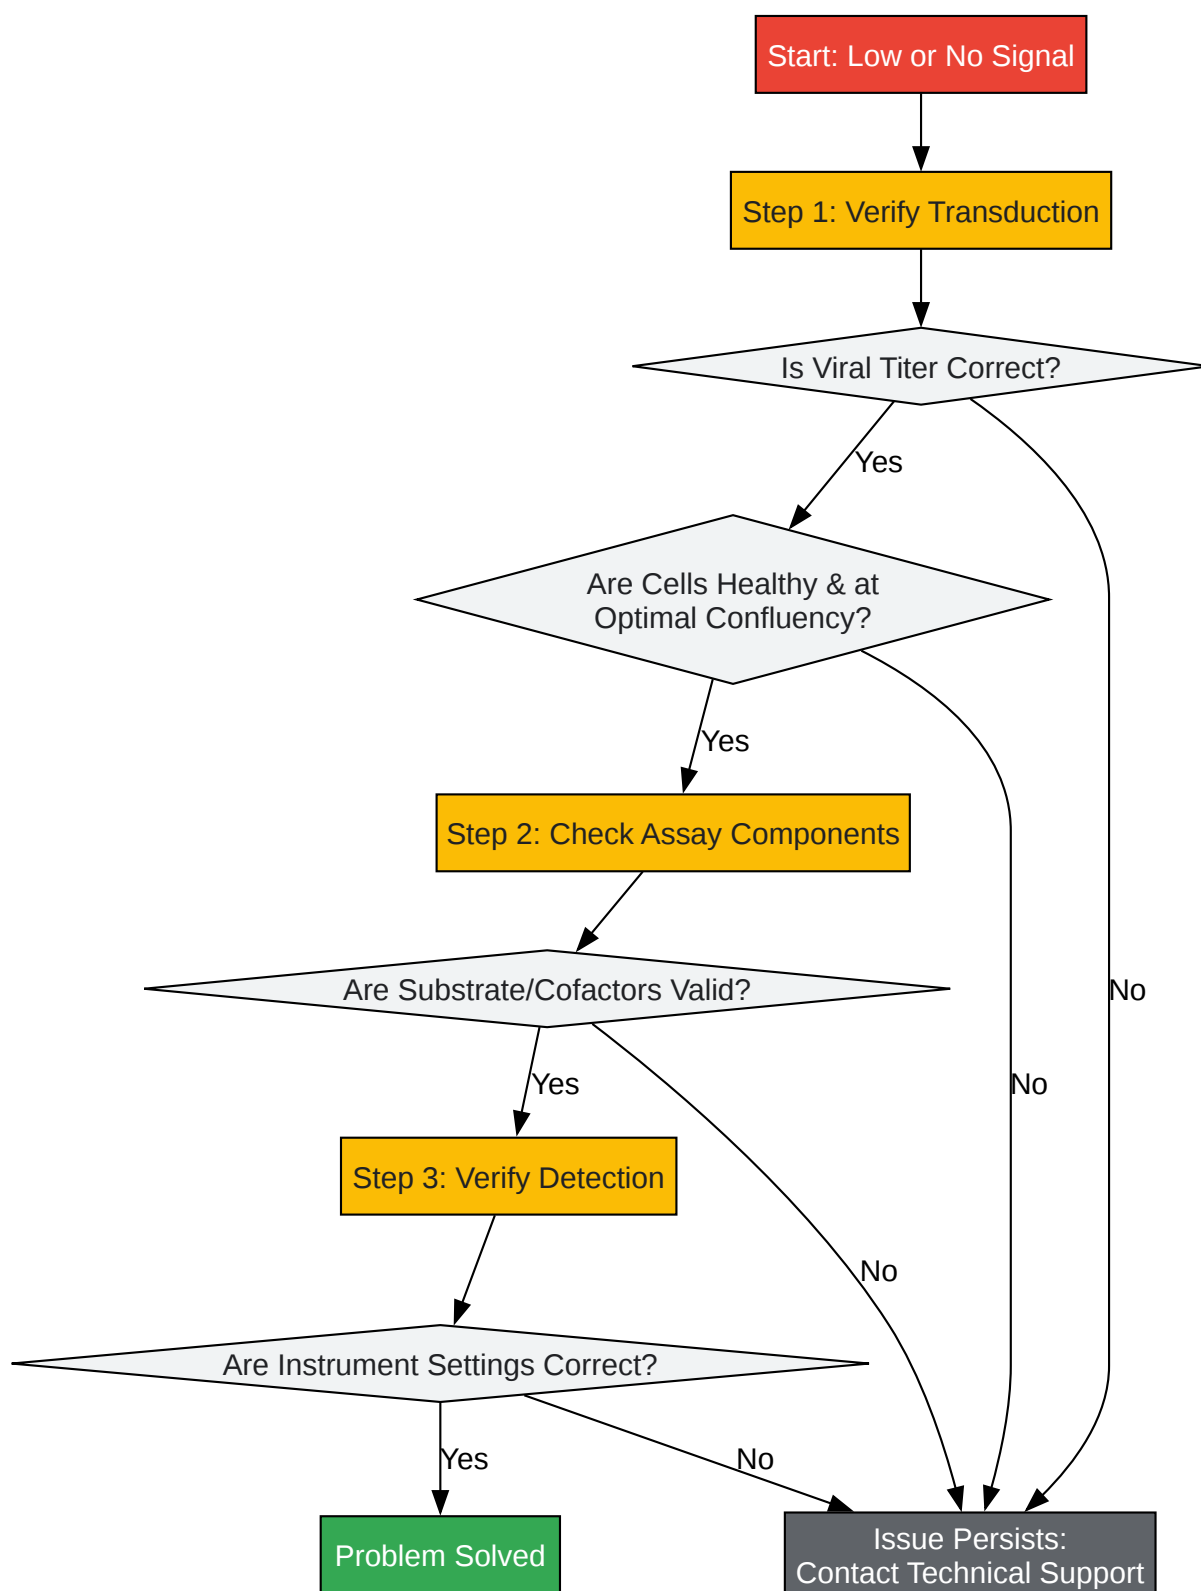 Start: Low or No Signal
Step 1: Verify Transduction
Is Viral Titer Correct?
Yes
Are Cells Healthy & at
Optimal Confluency?
Yes
Step 2: Check Assay Components
Are Substrate/Cofactors Valid?
No
Yes
No
Step 3: Verify Detection
No
Are Instrument Settings Correct?
Yes
No
Problem Solved
Issue Persists:
Contact Technical Support